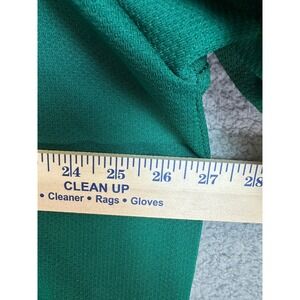 24 25 26 27 28
CLEAN UP
• Cleaner • Rags • Gloves